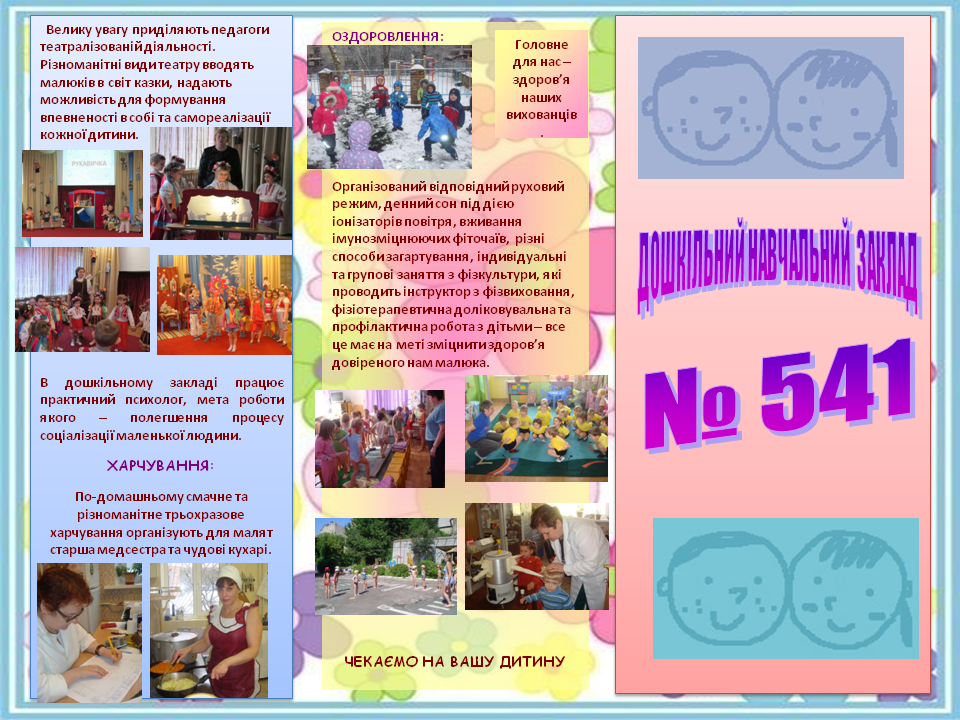 Велику увагу приділяють педагоги
театралізованій діяльності.
Різноманітні види театру вводять
малюків в світ казки, надають
можливість для формування
впевненості в собі та самореалізації
кожної дитини.
РУКАВИЧКА
В дошкільному закладі працює
практичний психолог, мета роботи
якого – полегшення процесу
соціалізації маленької людини.
ХАРЧУВАННЯ:
По-домашньому смачне та
різноманітне трьохразове
харчування організують для малят
старша медсестра та чудові кухарі.
ОЗДОРОВЛЕННЯ:
Головне
для нас –
здоров’я
наших
вихованців
.
Організований відповідний руховий
режим, денний сон під дією
іонізаторів повітря, вживання
імунозміцнюючих фіточаїв, різні
способи загартування, індивідуальні
та групові заняття з фізкультури, які
проводить інструктор з фізвиховання,
фізіотерапевтична доліковувальна та
профілактична робота з дітьми – все
це має на меті зміцнити здоров’я
довіреного нам малюка.
ЧЕКАЄМО НА ВАШУ ДИТИНУ
ДОШКІЛЬНИЙ НАВЧАЛЬНИЙ ЗАКЛАД
№ 541